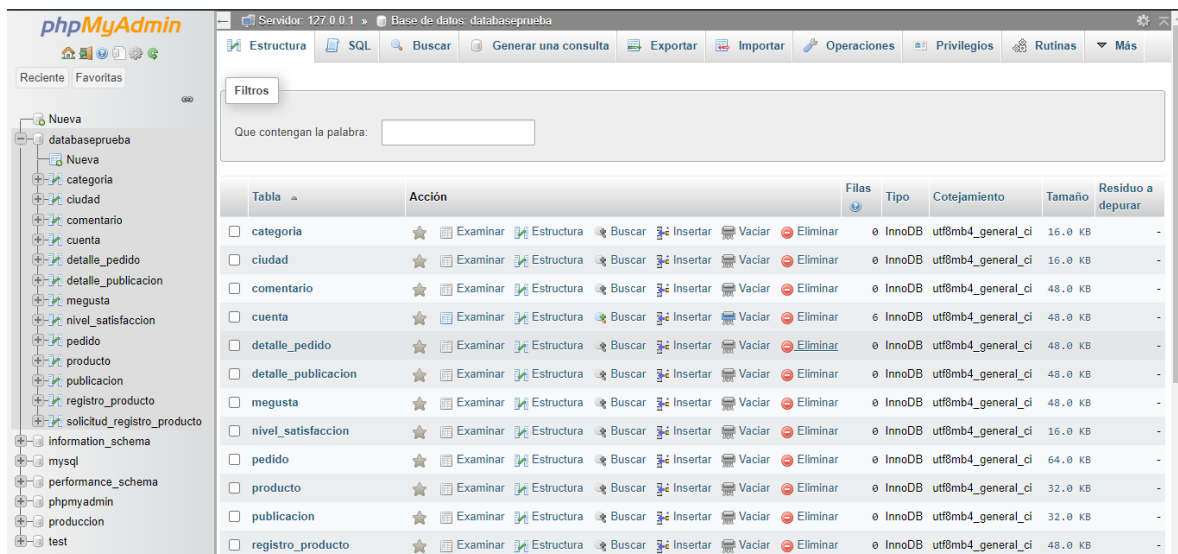 phpMyAdmin
Reciente Favoritas
Nueva
databaseprueba
Nueva
categoria
ciudad
comentario
cuenta
detalle_pedido
detalle_publicacion
megusta
nivel_satisfaccion
pedido
producto
publicacion
registro_producto
solicitud_registro_producto
information_schema
mysql
performance_schema
phpmyadmin
produccion
test
Servidor: 127.0.0.1 » Base de datos: databaseprueba
Estructura SQL Buscar Generar una consulta Exportar Importar Operaciones Privilegios Rutinas Más
Filtros
Que contengan la palabra:
Tabla Acción Filas Tipo Cotejamiento Tamaño Residuo a depurar
categoria Examinar Estructura Buscar Insertar Vaciar Eliminar 0 InnoDB utf8mb4_general_ci 16.0 KB -
ciudad Examinar Estructura Buscar Insertar Vaciar Eliminar 0 InnoDB utf8mb4_general_ci 16.0 KB -
comentario Examinar Estructura Buscar Insertar Vaciar Eliminar 0 InnoDB utf8mb4_general_ci 48.0 KB -
cuenta Examinar Estructura Buscar Insertar Vaciar Eliminar 6 InnoDB utf8mb4_general_ci 48.0 KB -
detalle_pedido Examinar Estructura Buscar Insertar Vaciar Eliminar 0 InnoDB utf8mb4_general_ci 48.0 KB -
detalle_publicacion Examinar Estructura Buscar Insertar Vaciar Eliminar 0 InnoDB utf8mb4_general_ci 48.0 KB -
megusta Examinar Estructura Buscar Insertar Vaciar Eliminar 0 InnoDB utf8mb4_general_ci 48.0 KB -
nivel_satisfaccion Examinar Estructura Buscar Insertar Vaciar Eliminar 0 InnoDB utf8mb4_general_ci 16.0 KB -
pedido Examinar Estructura Buscar Insertar Vaciar Eliminar 0 InnoDB utf8mb4_general_ci 64.0 KB -
producto Examinar Estructura Buscar Insertar Vaciar Eliminar 0 InnoDB utf8mb4_general_ci 32.0 KB -
publicacion Examinar Estructura Buscar Insertar Vaciar Eliminar 0 InnoDB utf8mb4_general_ci 32.0 KB -
registro_producto Examinar Estructura Buscar Insertar Vaciar Eliminar 0 InnoDB utf8mb4_general_ci 48.0 KB -